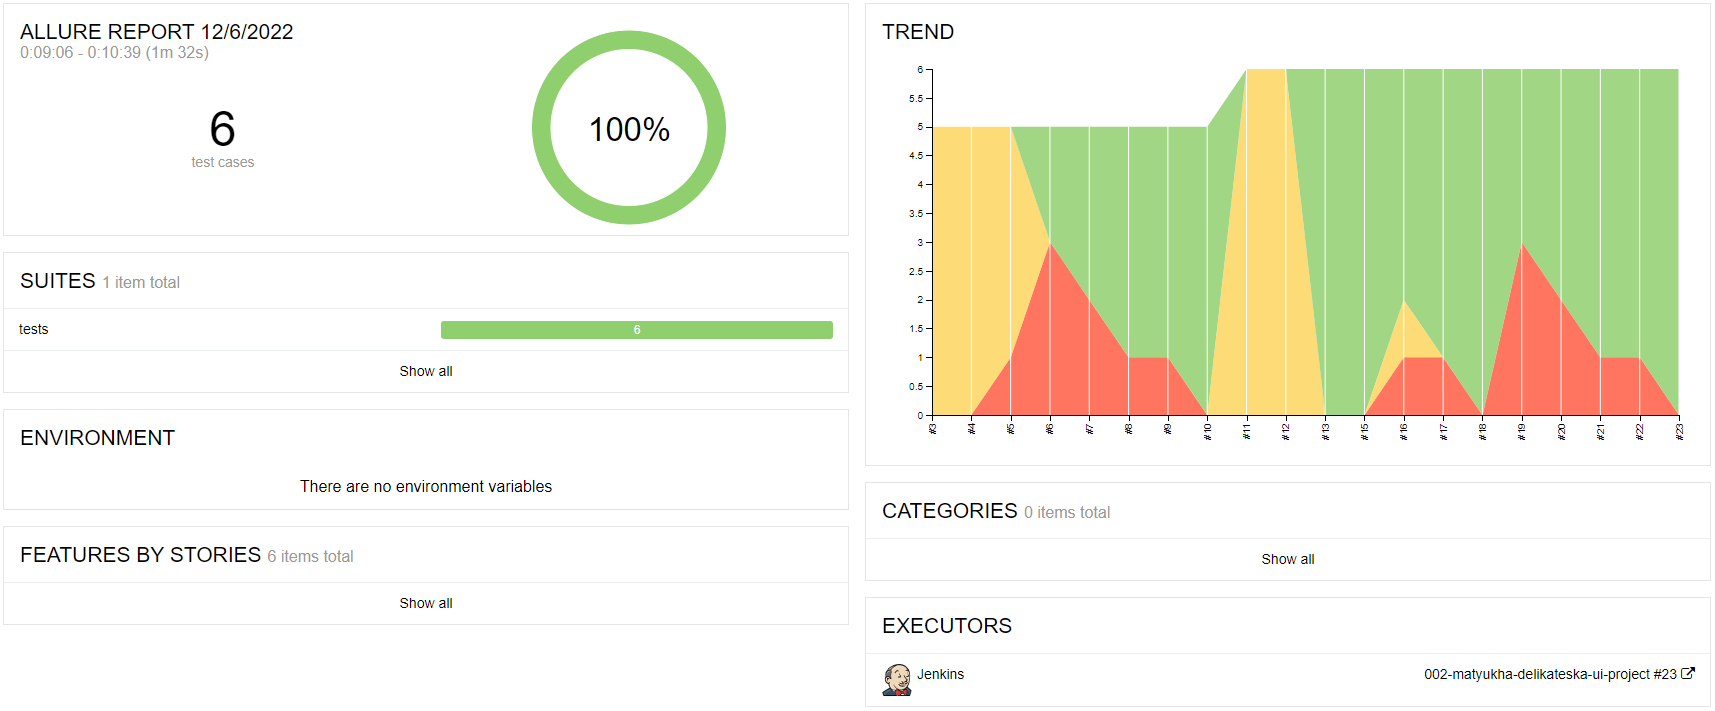 ALLURE REPORT 12/6/2022
0:09:06 - 0:10:39 (1m 32s)
6
test cases
100%
SUITES 1 item total
tests 6
Show all
ENVIRONMENT
There are no environment variables
FEATURES BY STORIES 6 items total
Show all
TREND
6
5.5
5
4.5
4
3.5
3
2.5
2
1.5
1
0.5
0
#3 #4 #5 #6 #7 #8 #9 #10 #11 #12 #13 #15 #16 #17 #18 #19 #20 #21 #22 #23
CATEGORIES 0 items total
Show all
EXECUTORS
Jenkins 002-matyukha-delikateska-ui-project #23